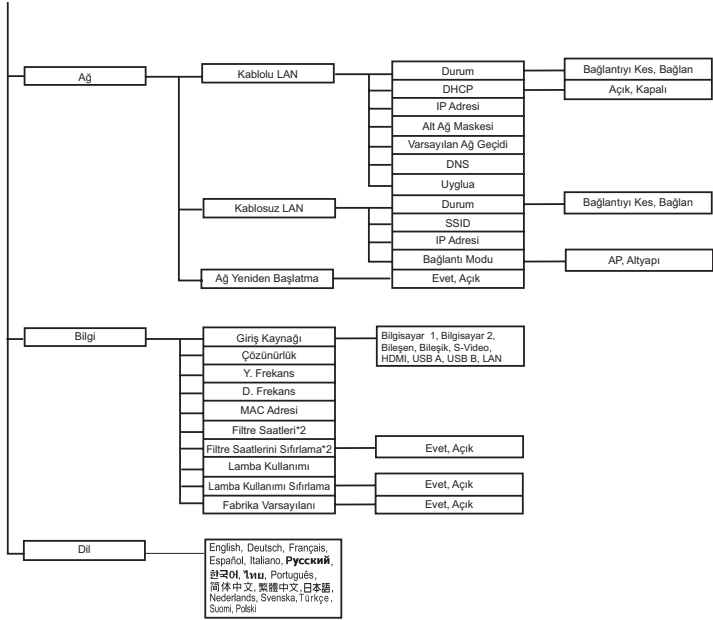 Ağ
Kablolu LAN
Durum
Bağlantıyı Kes, Bağlan
DHCP
Açık, Kapalı
IP Adresi
Alt Ağ Maskesi
Varsayılan Ağ Geçidi
DNS
Uyglua
Kablosuz LAN
Durum
Bağlantıyı Kes, Bağlan
SSID
IP Adresi
Bağlantı Modu
AP, Altyapı
Ağ Yeniden Başlatma
Evet, Açık
Bilgi
Giriş Kaynağı
Bilgisayar 1, Bilgisayar 2,
Bileşen, Bileşik, S-Video,
HDMI, USB A, USB B, LAN
Çözünürlük
Y. Frekans
D. Frekans
MAC Adresi
Filtre Saatleri*2
Filtre Saatlerini Sıfırlama*2
Evet, Açık
Lamba Kullanımı
Lamba Kullanımı Sıfırlama
Evet, Açık
Fabrika Varsayılanı
Evet, Açık
Dil
English, Deutsch, Français,
Español, Italiano, Русский,
한국어, ไทย, Português,
简体中文, 繁體中文, 日本語,
Nederlands, Svenska, Türkçe,
Suomi, Polski